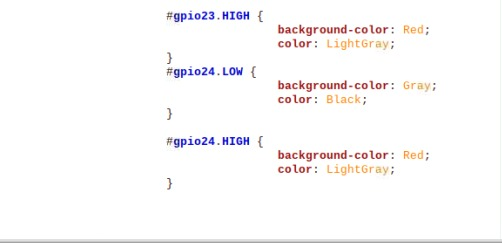 #gpio23.HIGH {
background-color: Red;
color: LightGray;
}
#gpio24.LOW {
background-color: Gray;
color: Black;
}
#gpio24.HIGH {
background-color: Red;
color: LightGray;
}